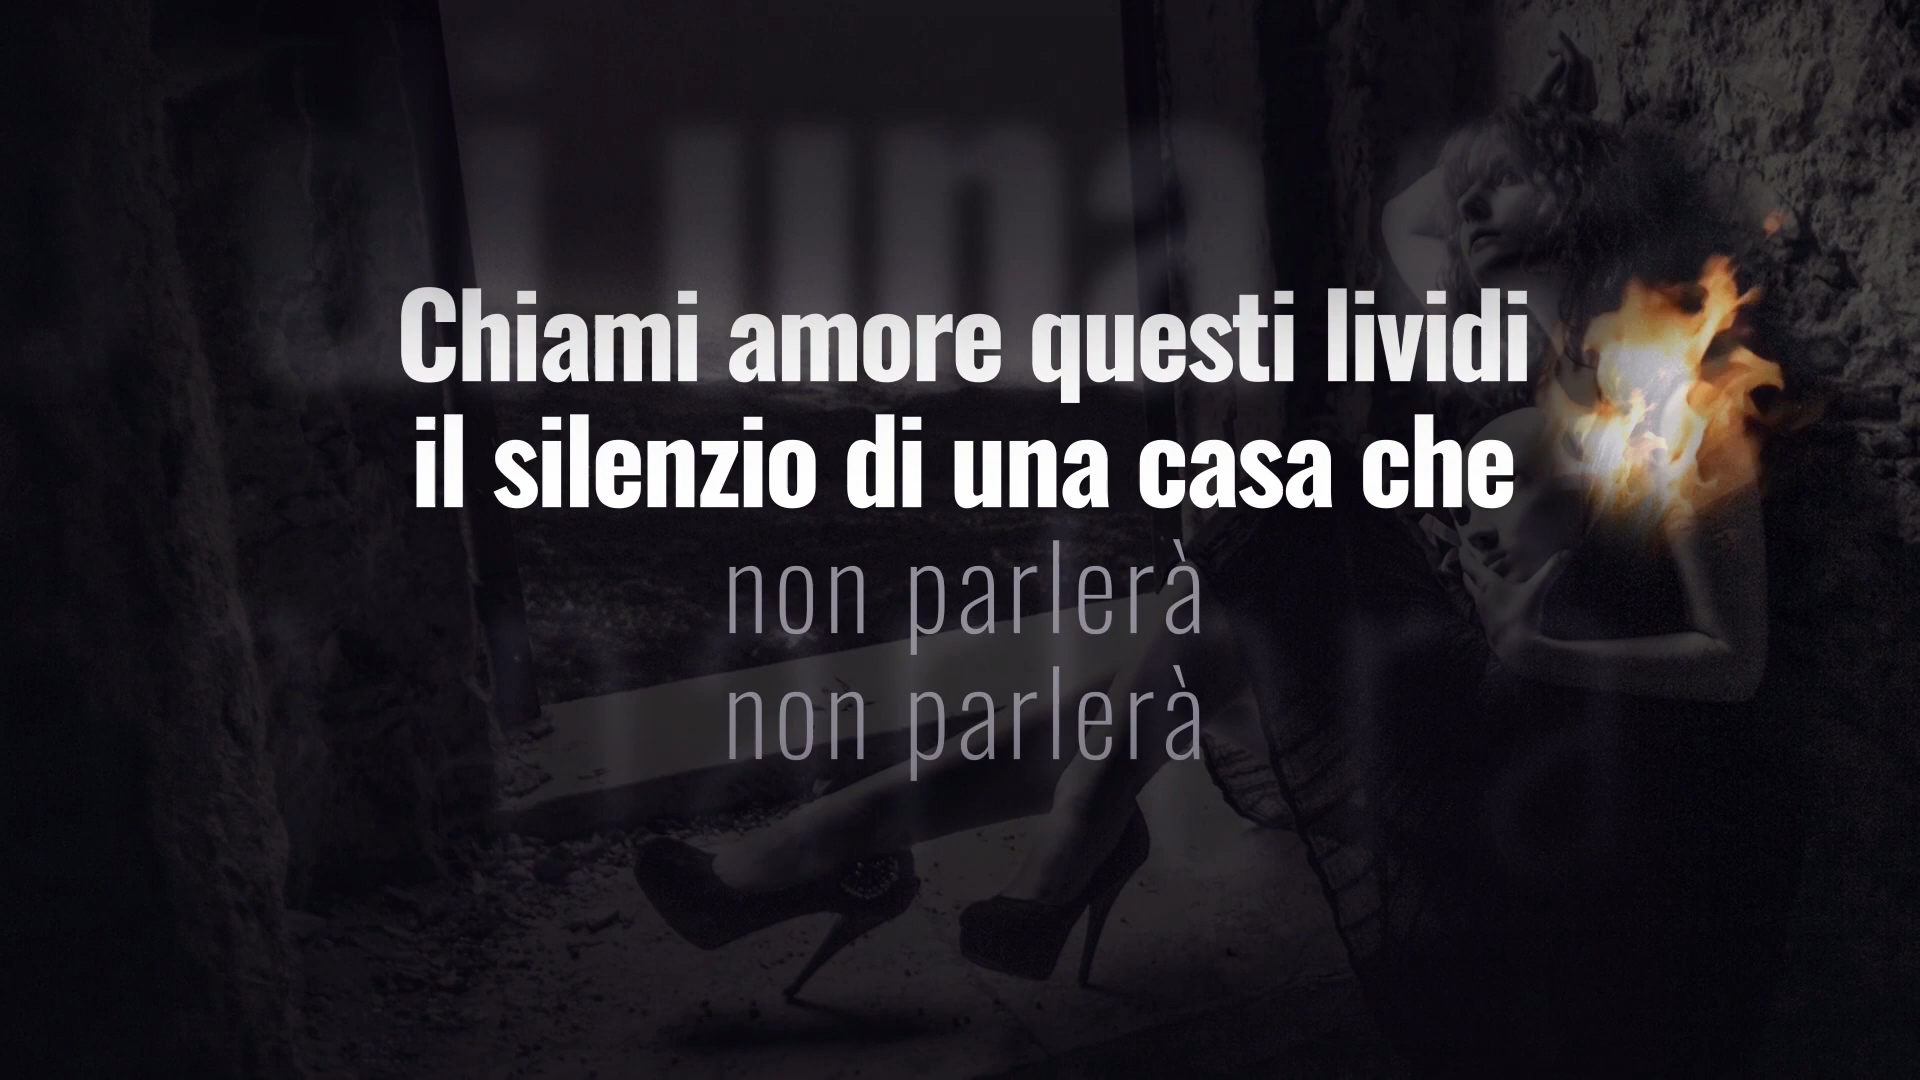 Chiami amore questi lividi
il silenzio di una casa che
non parlerà
non parlerà